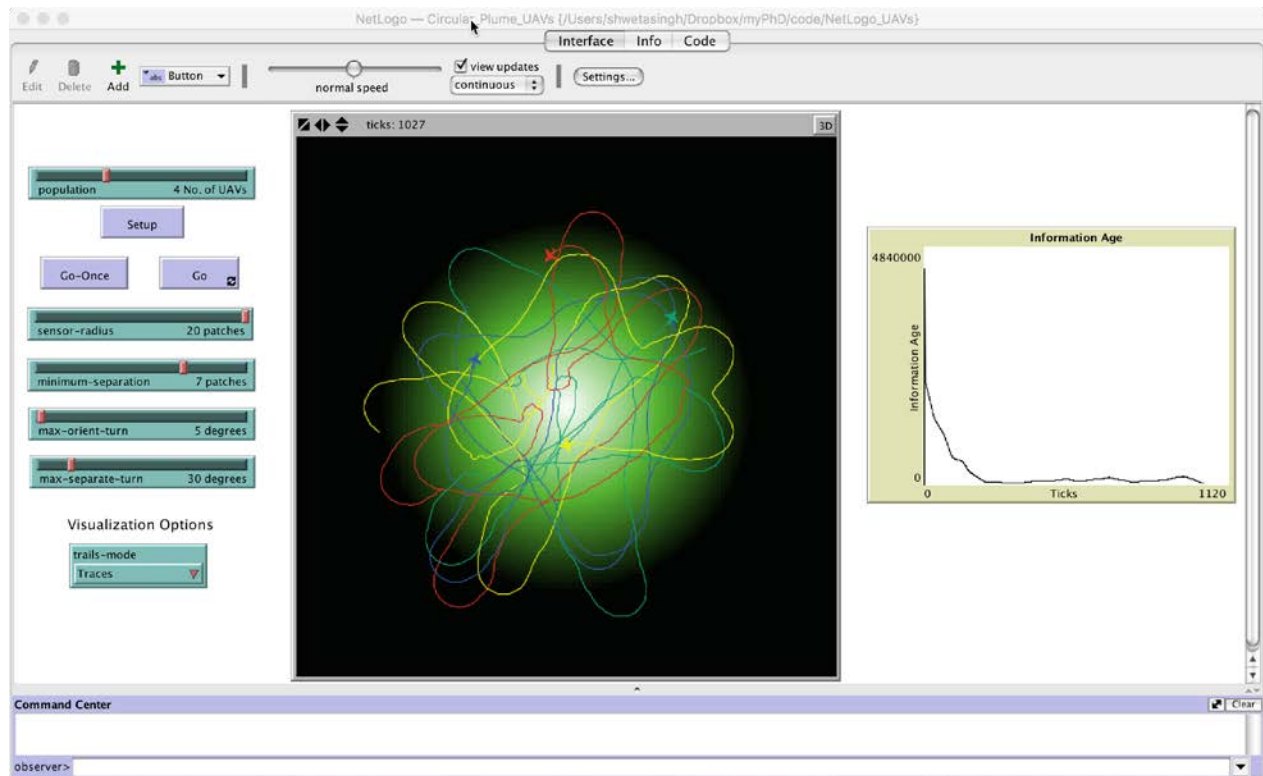 NetLogo — Circular_Plume_UAVs {/Users/shwetasingh/Dropbox/myPhD/code/NetLogo_UAVs}
Interface Info Code
Edit Delete Add abc Button normal speed view updates continuous Settings...
ticks: 1027 3D
population 4 No. of UAVs
Setup
Go-Once Go
sensor-radius 20 patches
minimum-separation 7 patches
max-orient-turn 5 degrees
max-separate-turn 30 degrees
Visualization Options
trails-mode
Traces
Information Age
4840000
Information Age
0
0 Ticks 1120
Command Center Clear
observer>